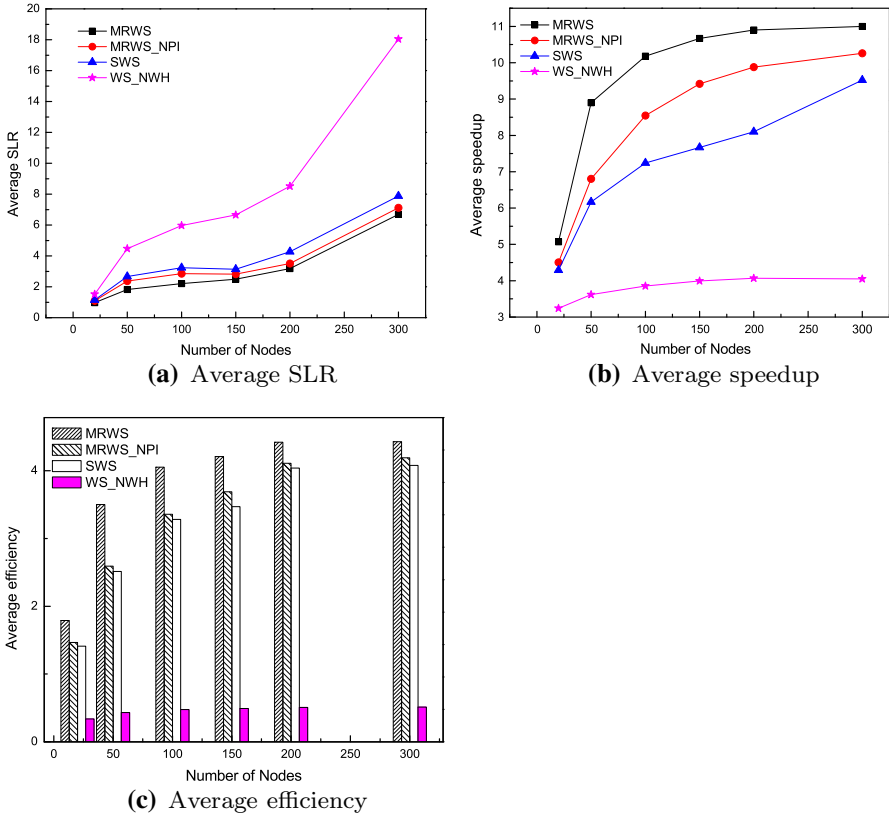 20
18
16
14
12
10
8
6
4
2
0
Average SLR
MRWS
MRWS_NPI
SWS
WS_NWH
0 50 100 150 200 250 300
Number of Nodes
(a) Average SLR
11
10
9
8
7
6
5
4
3
Average speedup
MRWS
MRWS_NPI
SWS
WS_NWH
0 50 100 150 200 250 300
Number of Nodes
(b) Average speedup
4
2
0
Average efficiency
MRWS
MRWS_NPI
SWS
WS_NWH
0 50 100 150 200 250 300
Number of Nodes
(c) Average efficiency